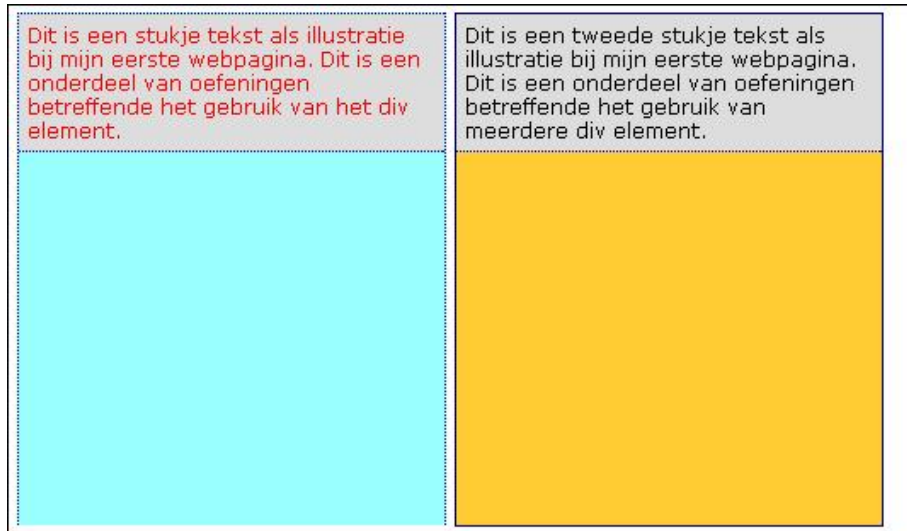 Dit is een stukje tekst als illustratie
bij mijn eerste webpagina. Dit is een
onderdeel van oefeningen
betreffende het gebruik van het div
element.
Dit is een tweede stukje tekst als
illustratie bij mijn eerste webpagina.
Dit is een onderdeel van oefeningen
betreffende het gebruik van
meerdere div element.